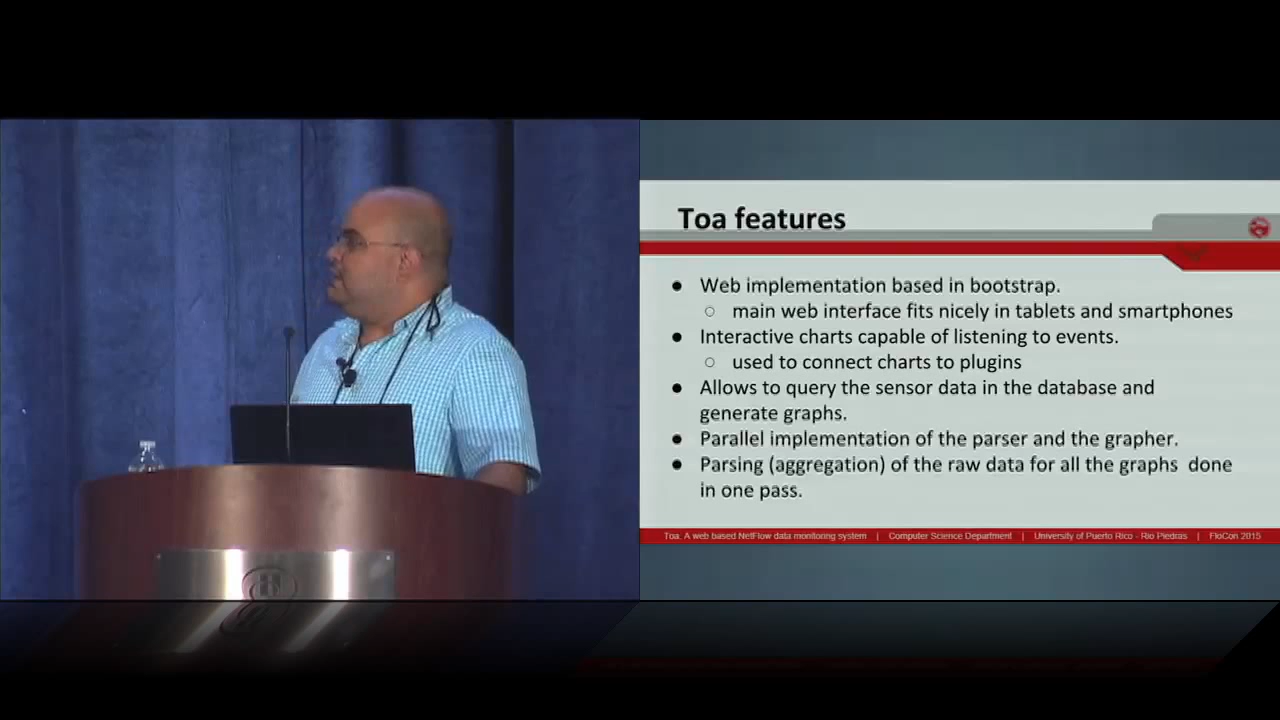 Toa features
● Web implementation based in bootstrap.
○ main web interface fits nicely in tablets and smartphones
● Interactive charts capable of listening to events.
○ used to connect charts to plugins
● Allows to query the sensor data in the database and
generate graphs.
● Parallel implementation of the parser and the grapher.
● Parsing (aggregation) of the raw data for all the graphs done
in one pass.
Toa. A web based NetFlow data monitoring system | Computer Science Department | University of Puerto Rico - Rio Piedras | FloCon 2015